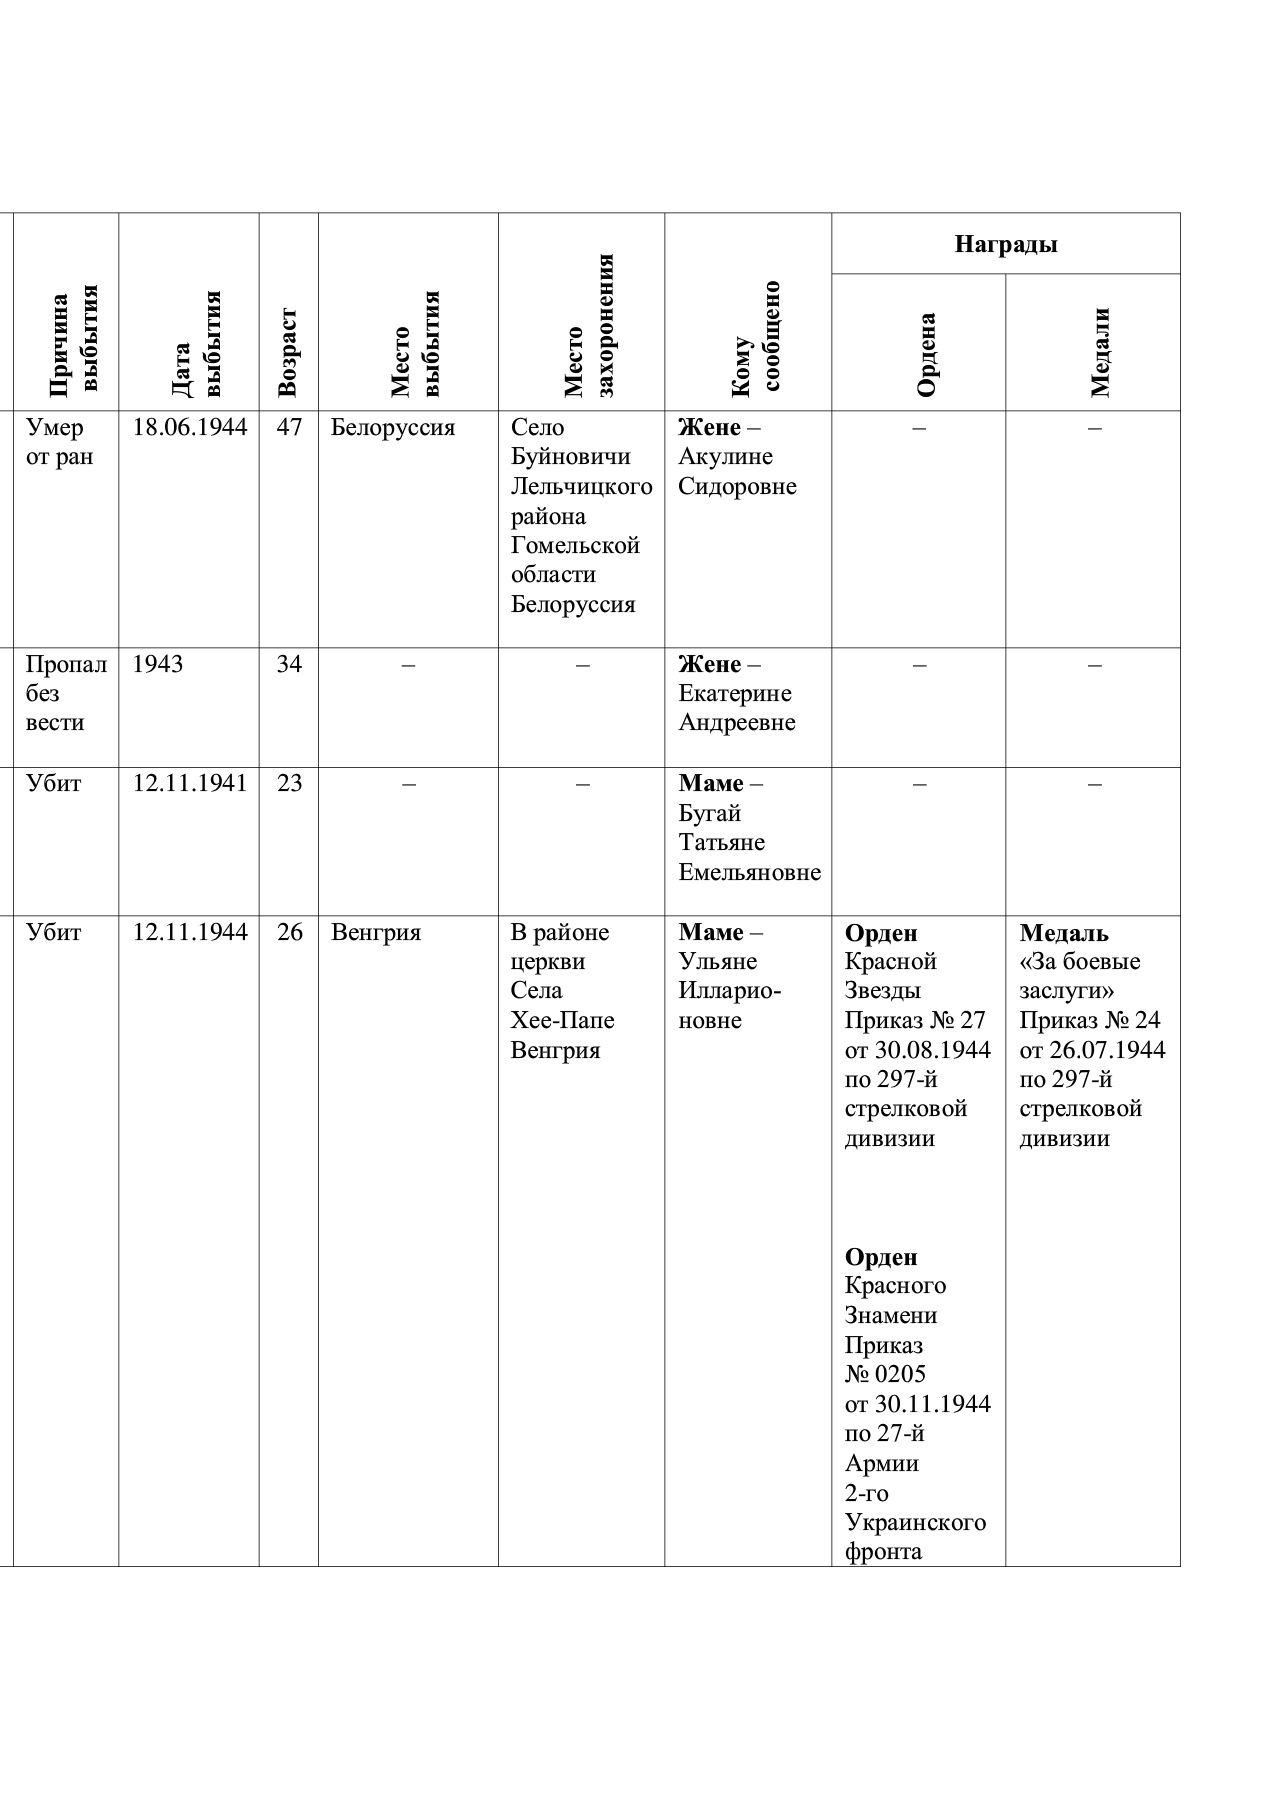 Причина
выбытия
Дата
выбытия
Возраст
Место
выбытия
Место
захоронения
Кому
сообщено
Награды
Ордена
Медали
Умер
от ран
18.06.1944
47
Белоруссия
Село
Буйновичи
Лельчицкого
района
Гомельской
области
Белоруссия
Жене –
Акулине
Сидоровне
–
–
Пропал
без
вести
1943
34
–
–
Жене –
Екатерине
Андреевне
–
–
Убит
12.11.1941
23
–
–
Маме –
Бугай
Татьяне
Емельяновне
–
–
Убит
12.11.1944
26
Венгрия
В районе
церкви
Села
Хее-Папе
Венгрия
Маме –
Ульяне
Илларио-
новне
Орден
Красной
Звезды
Приказ № 27
от 30.08.1944
по 297-й
стрелковой
дивизии
Орден
Красного
Знамени
Приказ
№ 0205
от 30.11.1944
по 27-й
Армии
2-го
Украинского
фронта
Медаль
«За боевые
заслуги»
Приказ № 24
от 26.07.1944
по 297-й
стрелковой
дивизии